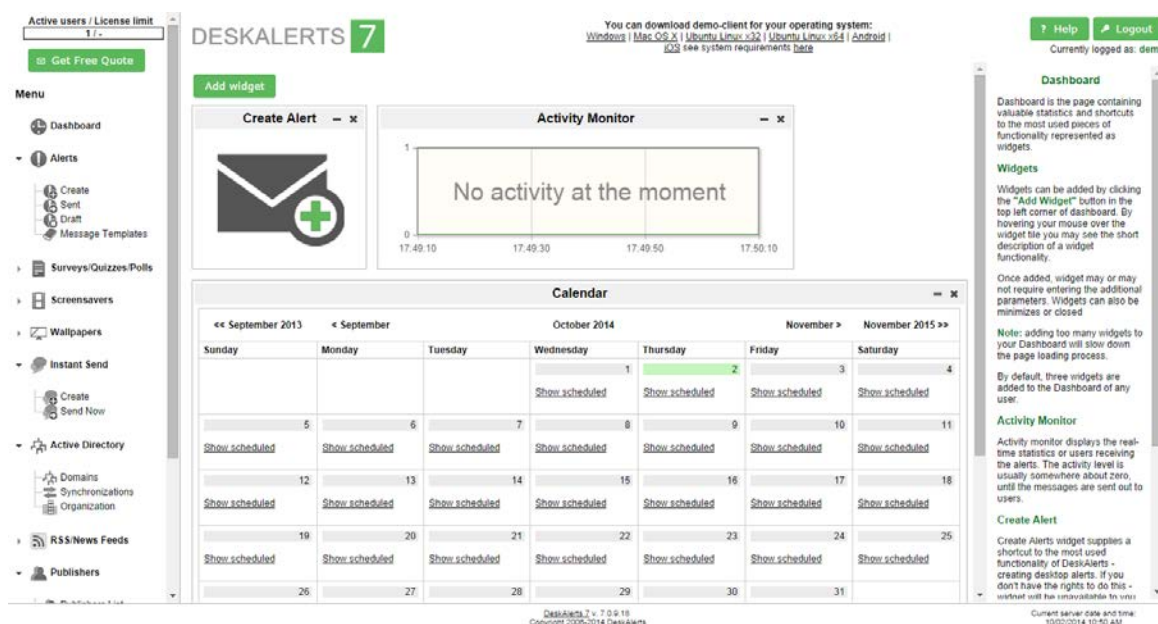 Active users / License limit
1 / -
Get Free Quote
Menu
Dashboard
Alerts
Create
Sent
Draft
Message Templates
Surveys/Quizzes/Polls
Screensavers
Wallpapers
Instant Send
Create
Send Now
Active Directory
Domains
Synchronizations
Organization
RSS/News Feeds
Publishers
Publishers List
DESKALERTS 7
You can download demo-client for your operating system:
Windows | Mac OS X | Ubuntu Linux x32 | Ubuntu Linux x64 | Android |
iOS see system requirements here
? Help
Logout
Currently logged as: dem
Add widget
Create Alert
Activity Monitor
1
No activity at the moment
0
17:49:10 17:49:30 17:49:50 17:50:10
Calendar
<< September 2013 < September October 2014 November > November 2015 >>
Sunday Monday Tuesday Wednesday Thursday Friday Saturday
1 2 3 4
Show scheduled Show scheduled Show scheduled Show scheduled
5 6 7 8 9 10 11
Show scheduled Show scheduled Show scheduled Show scheduled Show scheduled Show scheduled Show scheduled
12 13 14 15 16 17 18
Show scheduled Show scheduled Show scheduled Show scheduled Show scheduled Show scheduled Show scheduled
19 20 21 22 23 24 25
Show scheduled Show scheduled Show scheduled Show scheduled Show scheduled Show scheduled Show scheduled
26 27 28 29 30 31
Dashboard
Dashboard is the page containing
valuable statistics and shortcuts
to the most used pieces of
functionality represented as
widgets.
Widgets
Widgets can be added by clicking
the "Add Widget" button in the
top left corner of dashboard. By
hovering your mouse over the
widget tile you may see the short
description of a widget
functionality.
Once added, widget may or may
not require entering the additional
parameters. Widgets can also be
minimizes or closed
Note: adding too many widgets to
your Dashboard will slow down
the page loading process.
By default, three widgets are
added to the Dashboard of any
user.
Activity Monitor
Activity monitor displays the real-
time statistics or users receiving
the alerts. The activity level is
usually somewhere about zero,
until the messages are sent out to
users.
Create Alert
Create Alerts widget supplies a
shortcut to the most used
functionality of DeskAlerts -
creating desktop alerts. If you
don't have the rights to do this -
widget will be unavailable to you
DeskAlerts 7 v. 7.0.9.18
Copyright 2006-2014 DeskAlerts
Current server date and time:
10/02/2014 10:50 AM